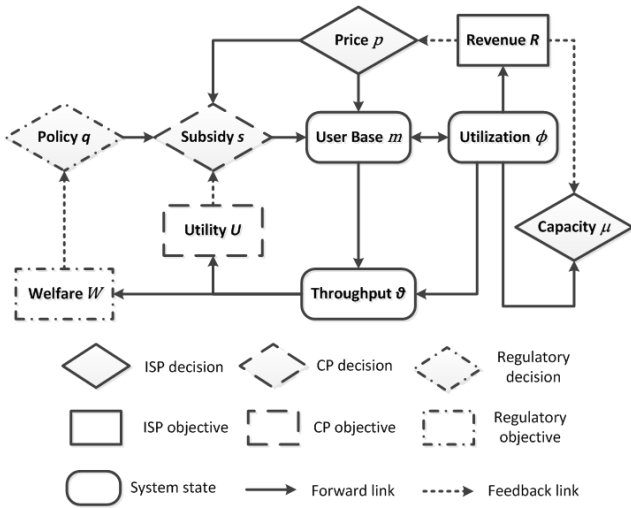 Price p
Revenue R
Policy q
Subsidy s
User Base m
Utilization ϕ
Utility U
Capacity μ
Welfare W
Throughput ϑ
ISP decision
CP decision
Regulatory
decision
ISP objective
CP objective
Regulatory
objective
System state
Forward link
Feedback link